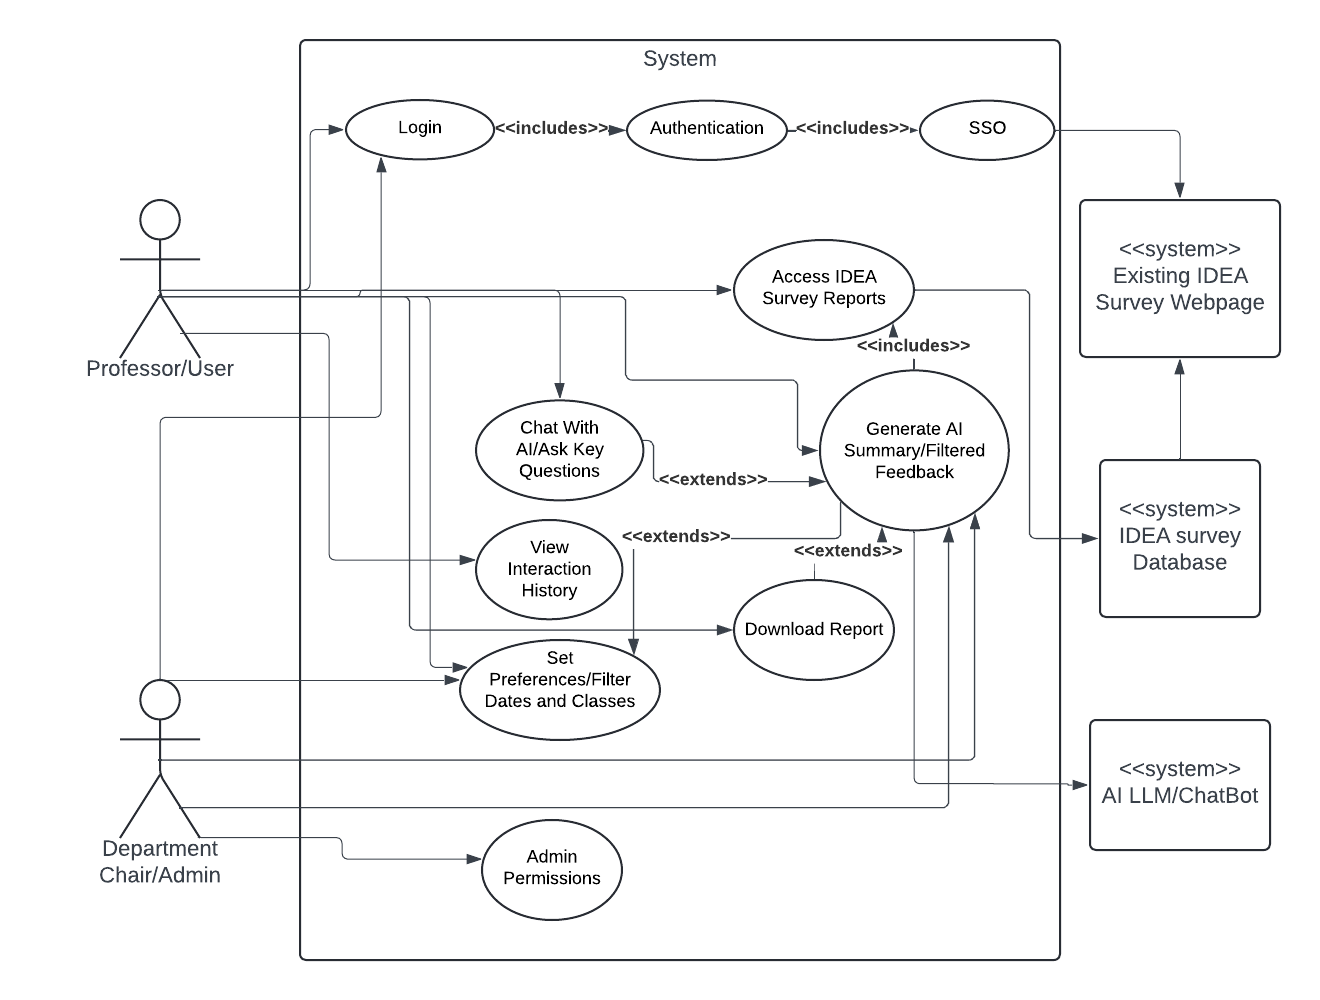 System
Login
<<includes>>
Authentication
<<includes>>
SSO
<<system>>
Existing IDEA
Survey Webpage
Access IDEA
Survey Reports
<<includes>>
Professor/User
Chat With
AI/Ask Key
Questions
Generate AI
Summary/Filtered
Feedback
<<extends>>
<<system>>
IDEA survey
Database
<<extends>>
<<extends>>
View
Interaction
History
Download Report
Set
Preferences/Filter
Dates and Classes
<<system>>
AI LLM/ChatBot
Department
Chair/Admin
Admin
Permissions